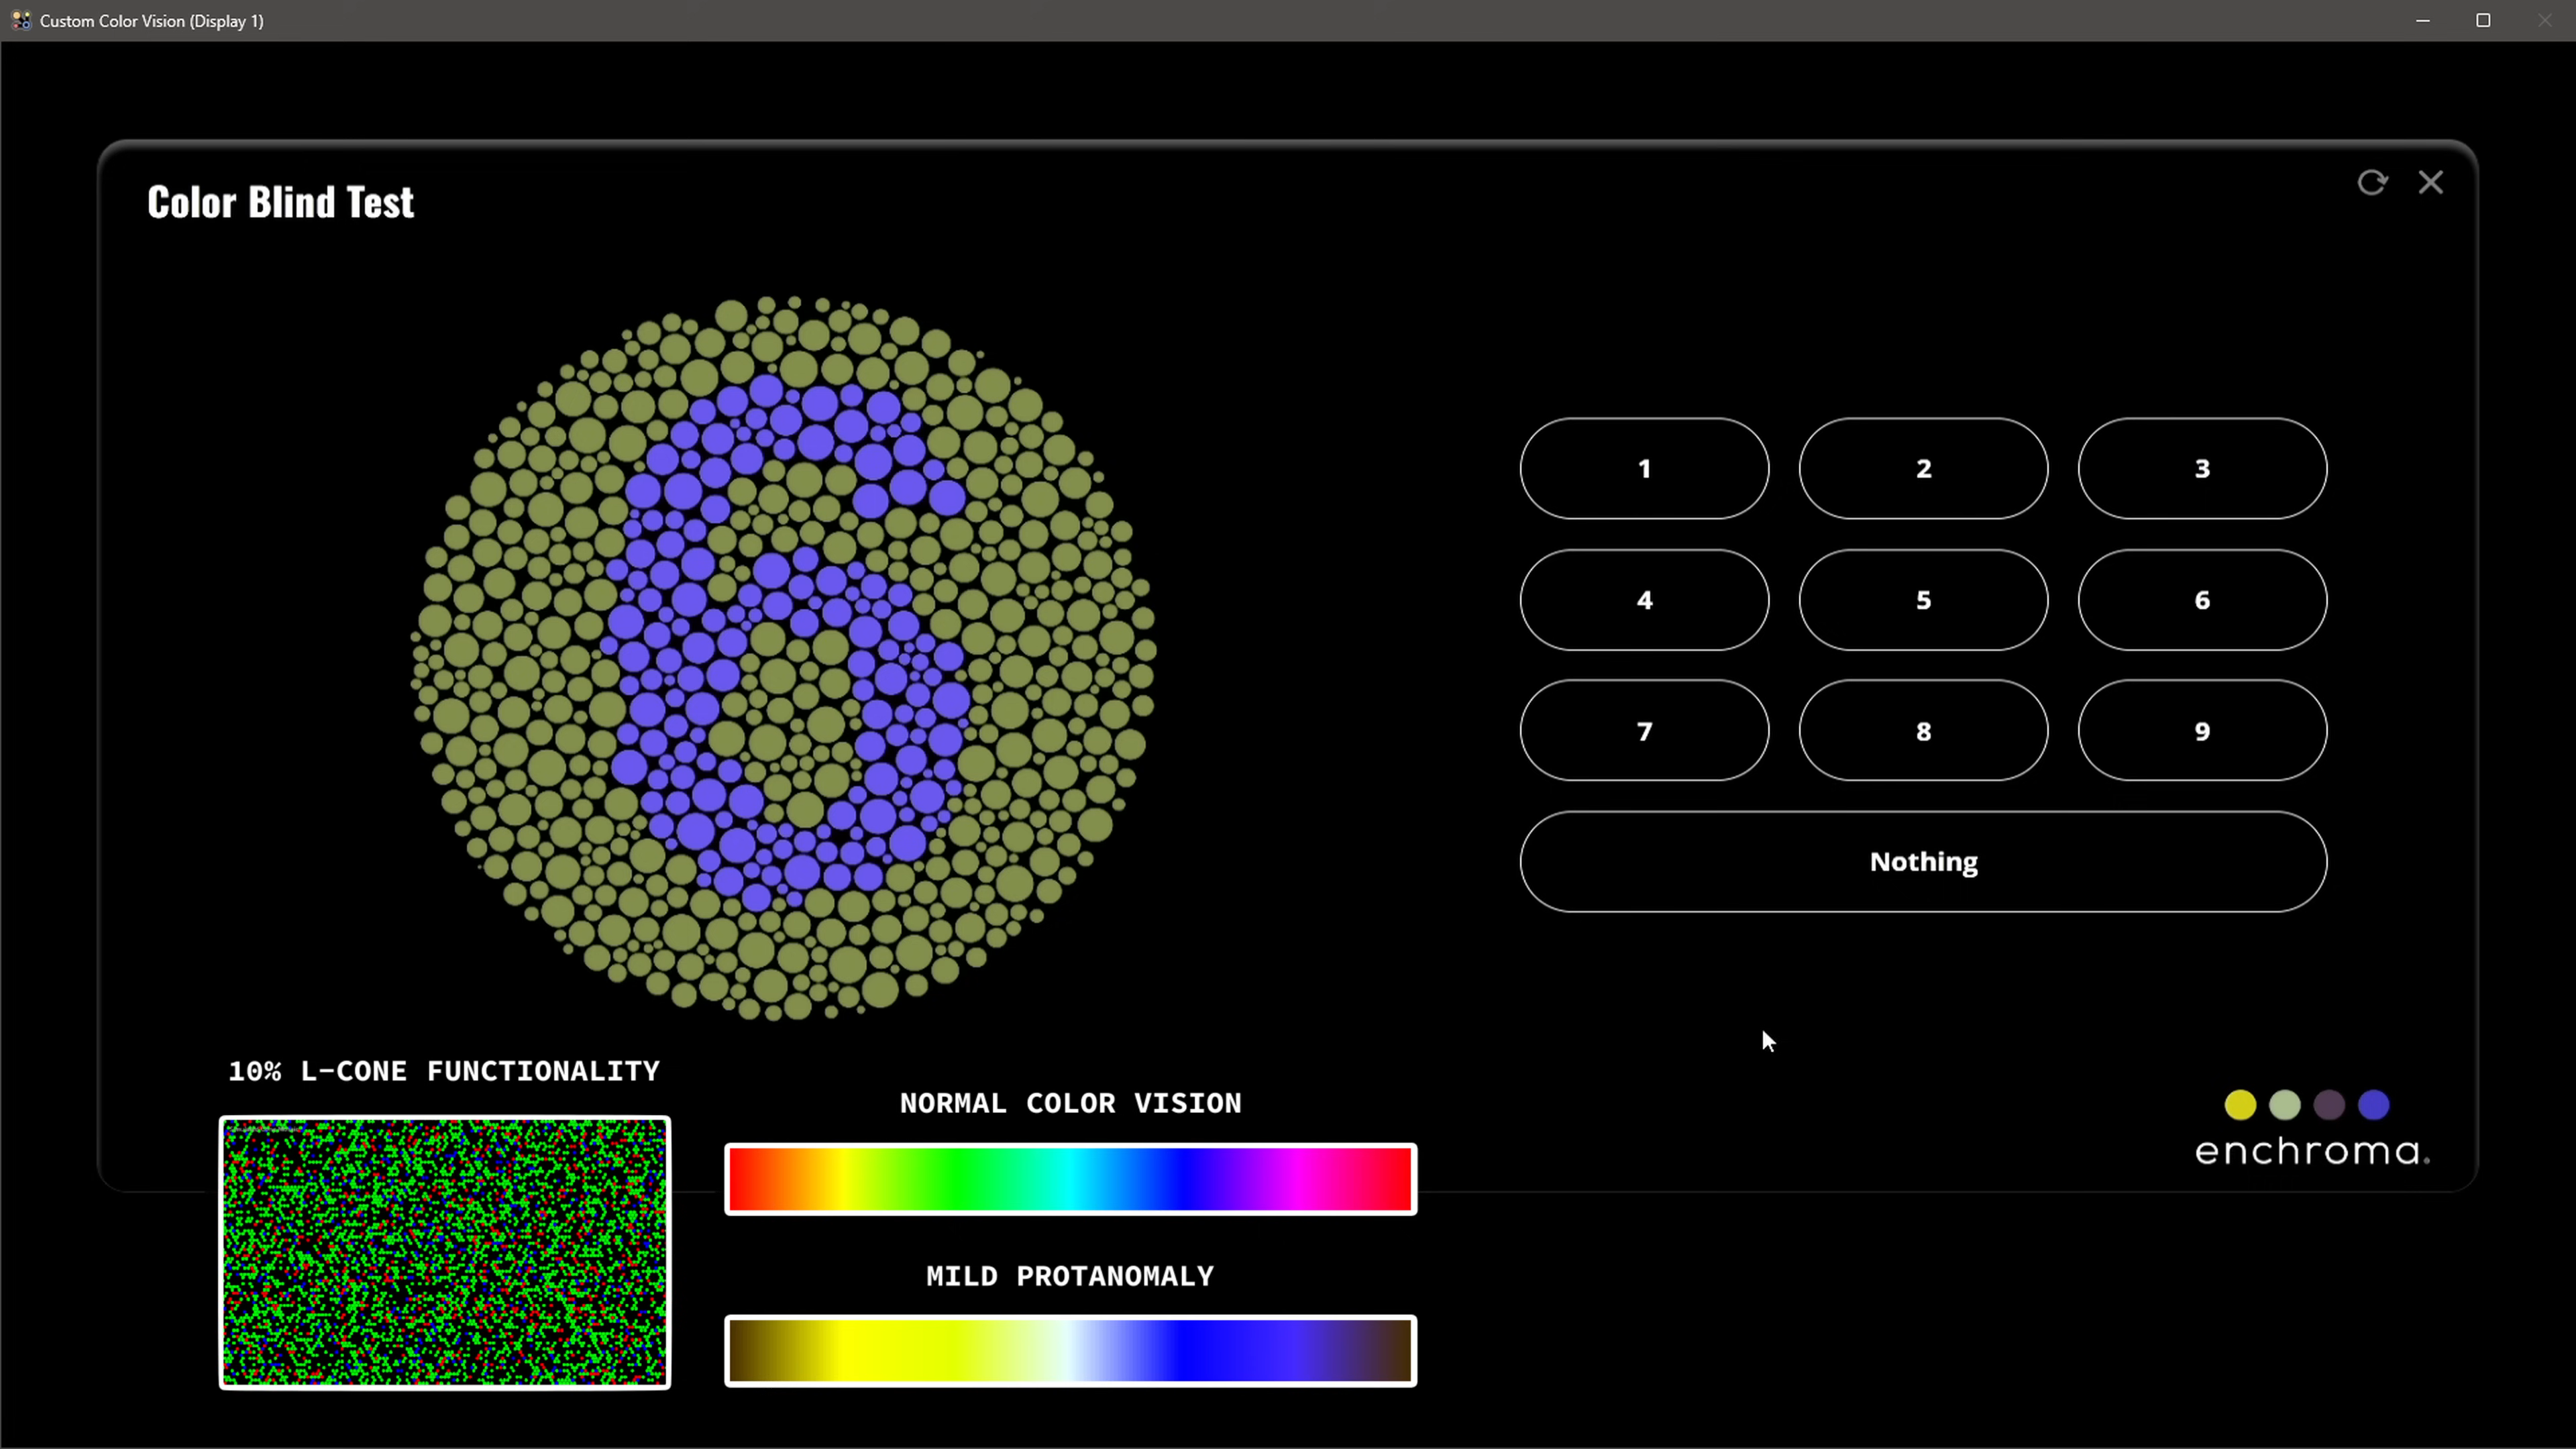 Custom Color Vision (Display 1)
Color Blind Test
6
1 2 3
4 5 6
7 8 9
Nothing
10% L-CONE FUNCTIONALITY
NORMAL COLOR VISION
MILD PROTANOMALY
enchroma.